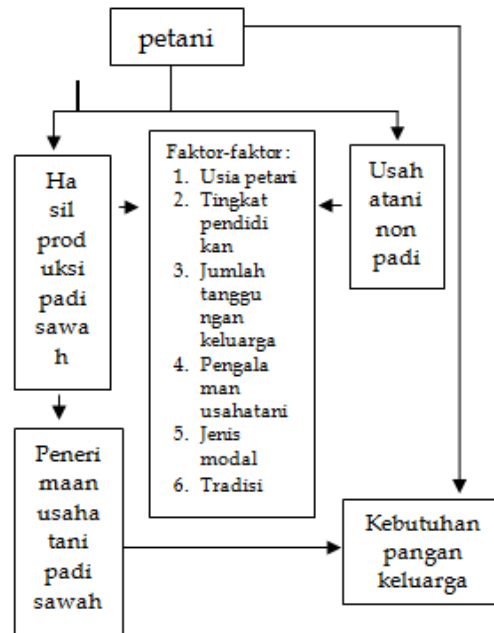 petani
Ha
sil
prod
uksi
padi
sawa
h
Faktor-faktor :
1. Usia petani
2. Tingkat
pendidi
kan
3. Jumlah
tanggu
ngan
keluarga
4. Pengala
man
usahatani
5. Jenis
modal
6. Tradisi
Usah
atani
non
padi
Peneri
maan
usaha
tani
padi
sawah
Kebutuhan
pangan
keluarga